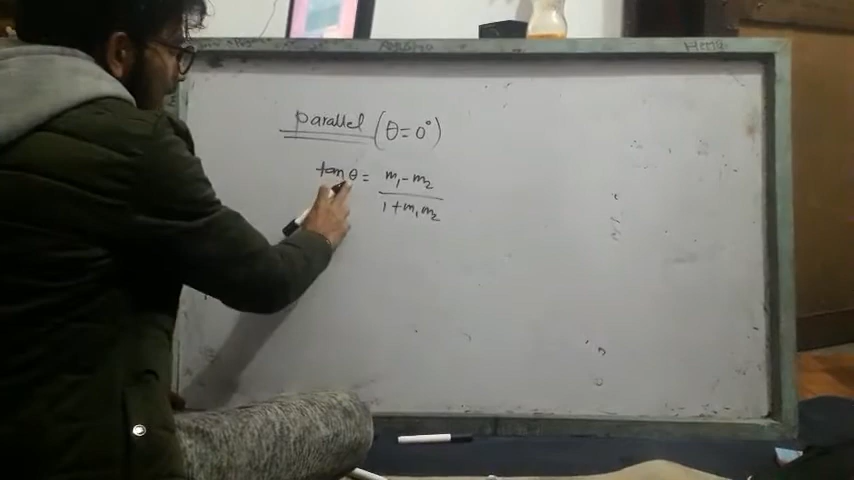 Parallel (θ=0°)
tan θ = m₁-m₂
1+m₁m₂